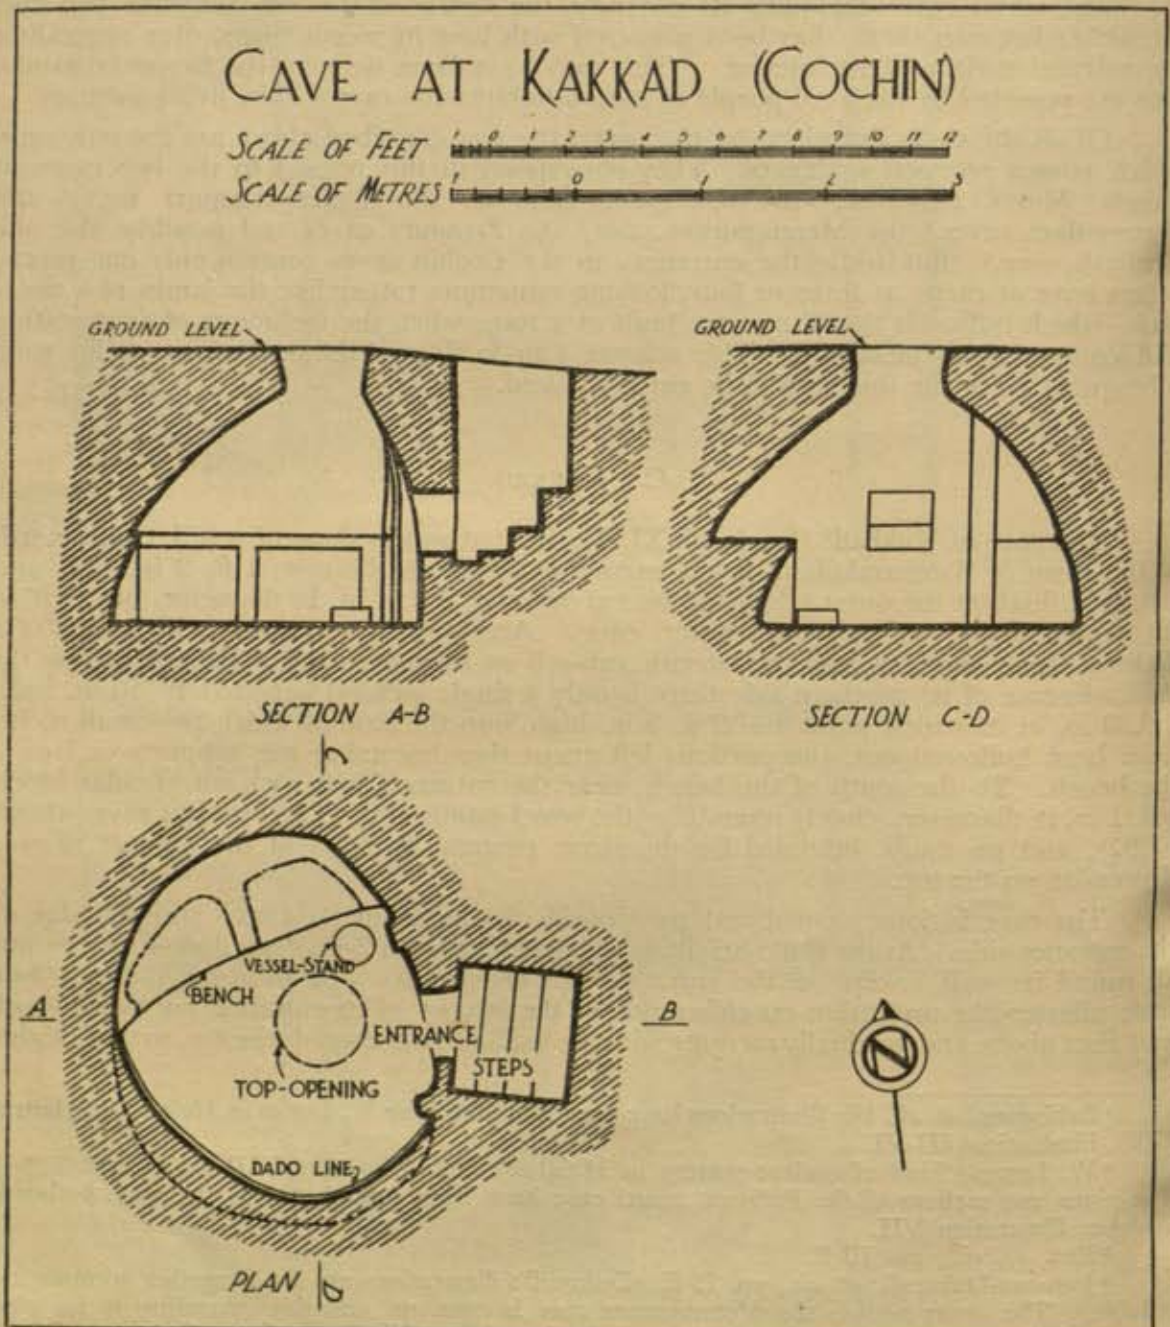 CAVE AT KAKKAD (COCHIN)
SCALE OF FEET 1 0 1 2 3 4 5 6 7 8 9 10 11 12
SCALE OF METRES 1 0 1 2 3
GROUND LEVEL
GROUND LEVEL
SECTION A-B
SECTION C-D
C
A
VESSEL-STAND
BENCH
ENTRANCE
B
STEPS
TOP-OPENING
N
DADO LINE
PLAN
D